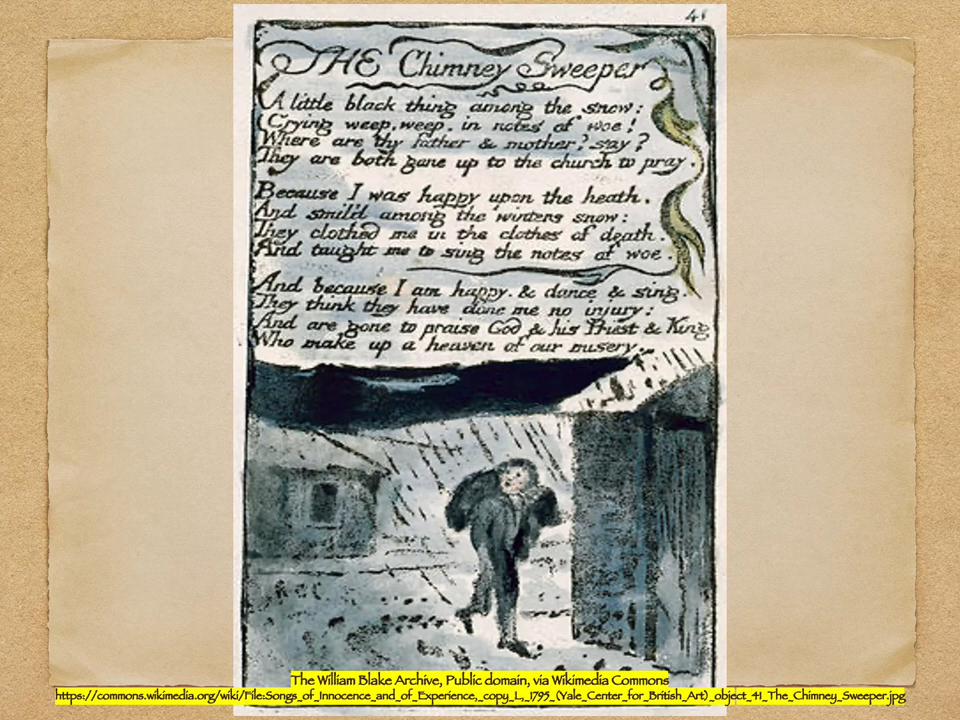 41
THE Chimney Sweeper
A little black thing among the snow:
Crying weep, weep, in notes of woe!
Where are thy father & mother? say?
They are both gone up to the church to pray.
Because I was happy upon the heath.
And smil'd among the winters snow:
They clothed me in the clothes of death.
And taught me to sing the notes of woe.
And because I am happy. & dance & sing.
They think they have done me no injury:
And are gone to praise God & his Priest & King
Who make up a heaven of our misery.
The William Blake Archive, Public domain, via Wikimedia Commons
https://commons.wikimedia.org/wiki/File:Songs_of_Innocence_and_of_Experience,_copy_L,_1795_(Yale_Center_for_British_Art)_object_41_The_Chimney_Sweeper.jpg